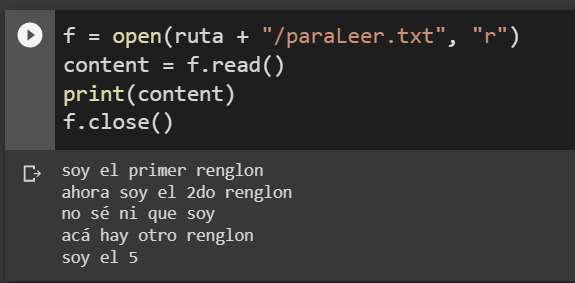 f = open(ruta + "/paraLeer.txt", "r")
content = f.read()
print(content)
f.close()
soy el primer renglon
ahora soy el 2do renglon
no sé ni que soy
acá hay otro renglon
soy el 5